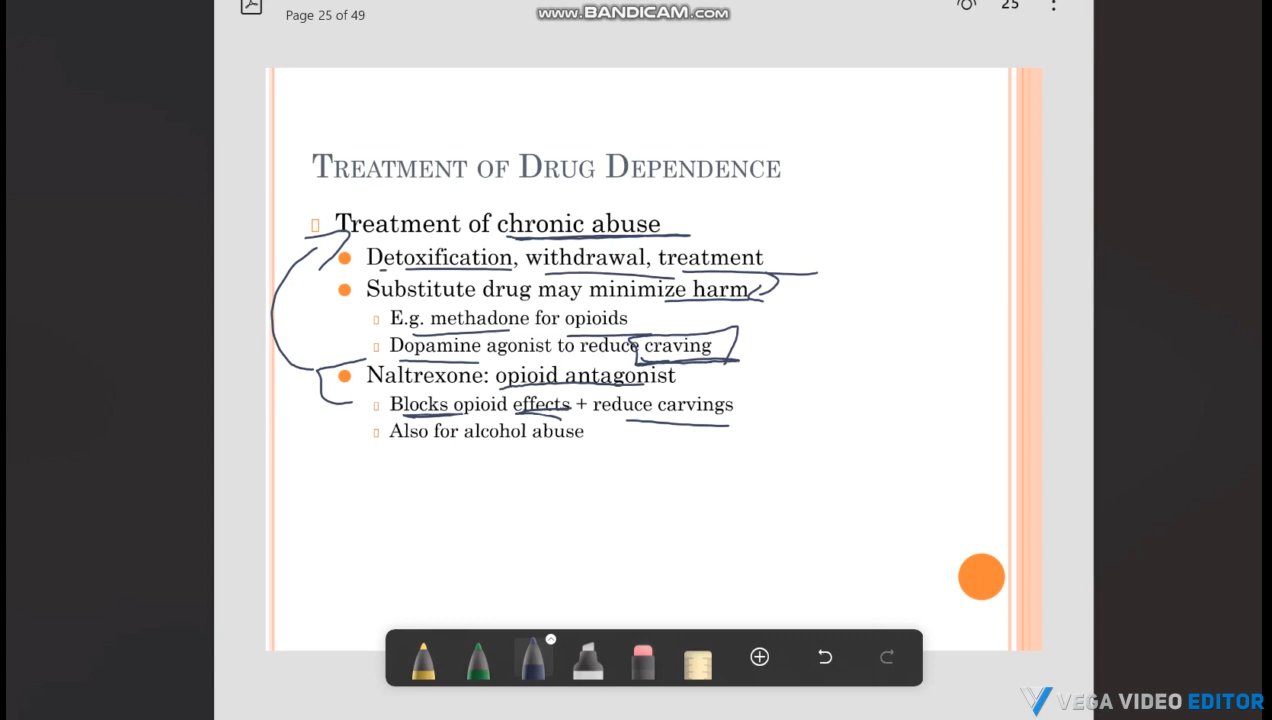 Page 25 of 49
www.BANDICAM.com
25
TREATMENT OF DRUG DEPENDENCE
Treatment of chronic abuse
Detoxification, withdrawal, treatment
Substitute drug may minimize harm
E.g. methadone for opioids
Dopamine agonist to reduce craving
Naltrexone: opioid antagonist
Blocks opioid effects + reduce carvings
Also for alcohol abuse
VEGA VIDEO EDITOR